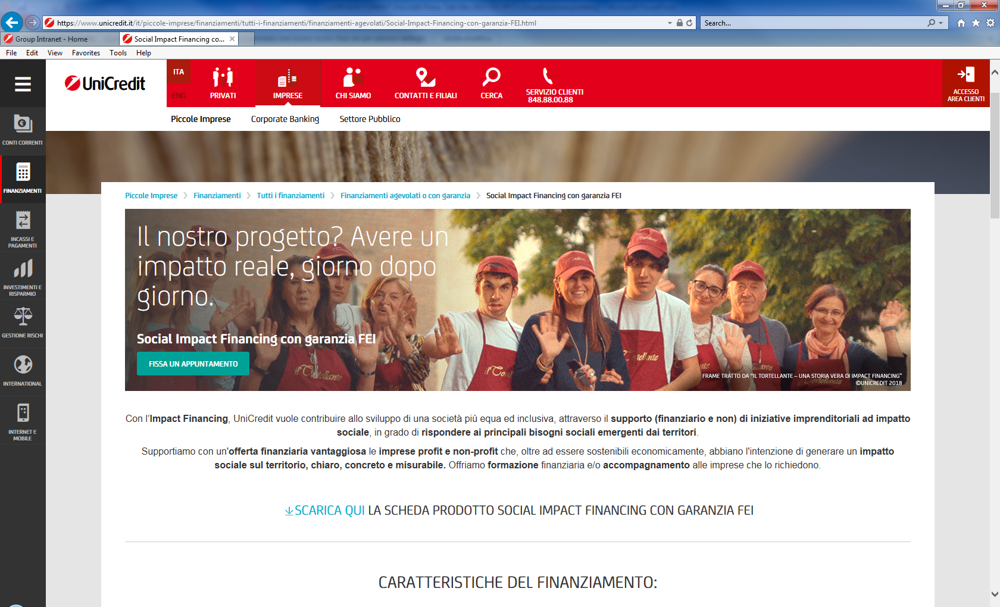 https://www.unicredit.it/it/piccole-imprese/finanziamenti/tutti-i-finanziamenti/finanziamenti-agevolati/Social-Impact-Financing-con-garanzia-FEI.html
Search...
Group Intranet - Home
Social Impact Financing co...
File Edit View Favorites Tools Help
UniCredit
ITA
ENG
PRIVATI
IMPRESE
CHI SIAMO
CONTATTI E FILIALI
CERCA
SERVIZIO CLIENTI
848.88.00.88
ACCESSO
AREA CLIENTI
Piccole Imprese Corporate Banking Settore Pubblico
CONTI CORRENTI
FINANZIAMENTI
INCASSI E
PAGAMENTI
INVESTIMENTI E
RISPARMIO
GESTIONE RISCHI
INTERNATIONAL
INTERNET E
MOBILE
Piccole Imprese > Finanziamenti > Tutti i finanziamenti > Finanziamenti agevolati o con garanzia > Social Impact Financing con garanzia FEI
Il nostro progetto? Avere un
impatto reale, giorno dopo
giorno.
Social Impact Financing con garanzia FEI
FISSA UN APPUNTAMENTO
il Tortellante
FRAME TRATTO DA “IL TORTELLANTE – UNA STORIA VERA DI IMPACT FINANCING”
©UNICREDIT 2018
Con l’Impact Financing, UniCredit vuole contribuire allo sviluppo di una società più equa ed inclusiva, attraverso il supporto (finanziario e non) di iniziative imprenditoriali ad impatto
sociale, in grado di rispondere ai principali bisogni sociali emergenti dai territori.
Supportiamo con un'offerta finanziaria vantaggiosa le imprese profit e non-profit che, oltre ad essere sostenibili economicamente, abbiano l'intenzione di generare un impatto
sociale sul territorio, chiaro, concreto e misurabile. Offriamo formazione finanziaria e/o accompagnamento alle imprese che lo richiedono.
SCARICA QUI LA SCHEDA PRODOTTO SOCIAL IMPACT FINANCING CON GARANZIA FEI
CARATTERISTICHE DEL FINANZIAMENTO: